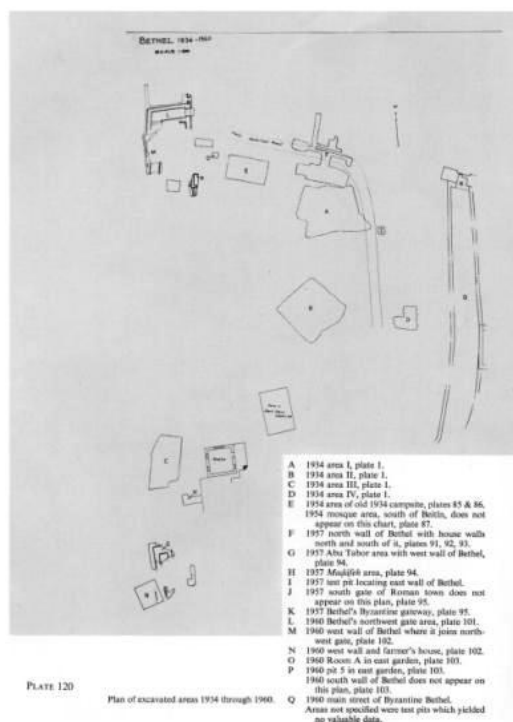 BETHEL 1934-1960
A 1934 area I, plate 1.
B 1934 area II, plate 1.
C 1934 area III, plate 1.
D 1934 area IV, plate 1.
E 1954 area of old 1934 campsite, plates 85 & 86.
1954 mosque area, south of Beitîn, does not
appear on this chart, plate 87.
F 1957 north wall of Bethel with house walls
north and south of it, plates 91, 92, 93.
G 1957 Abu Tabor area with west wall of Bethel,
plate 94.
H 1957 area, plate 94.
I 1957 test pit locating east wall of Bethel.
J 1957 south gate of Roman town does not
appear on this plan, plate 95.
K 1957 Bethel's Byzantine gateway, plate 95.
L 1960 Bethel's northwest gate area, plate 101.
M 1960 west wall of Bethel where it joins north-
west gate, plate 102.
N 1960 west wall and farmer's house, plate 102.
O 1960 Room A in east garden, plate 103.
P 1960 pit 5 in east garden, plate 103.
1960 south wall of Bethel does not appear on
this plan, plate 103.
Q 1960 main street of Byzantine Bethel.
Areas not specified were test pits which yielded
no valuable data.
PLATE 120
Plan of excavated areas 1934 through 1960.